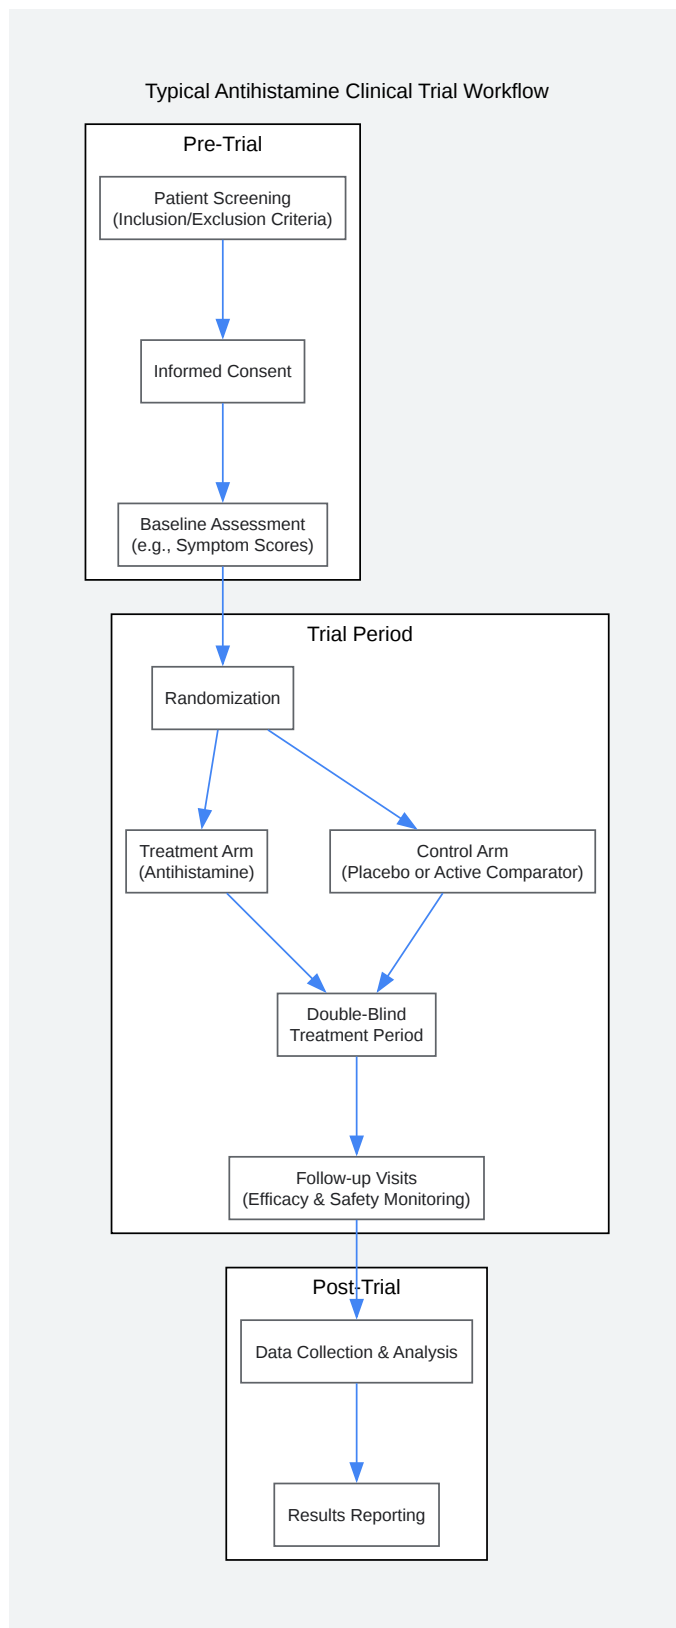 Typical Antihistamine Clinical Trial Workflow
Pre-Trial
Patient Screening
(Inclusion/Exclusion Criteria)
Informed Consent
Baseline Assessment
(e.g., Symptom Scores)
Trial Period
Randomization
Treatment Arm
(Antihistamine)
Control Arm
(Placebo or Active Comparator)
Double-Blind
Treatment Period
Follow-up Visits
(Efficacy & Safety Monitoring)
Post-Trial
Data Collection & Analysis
Results Reporting